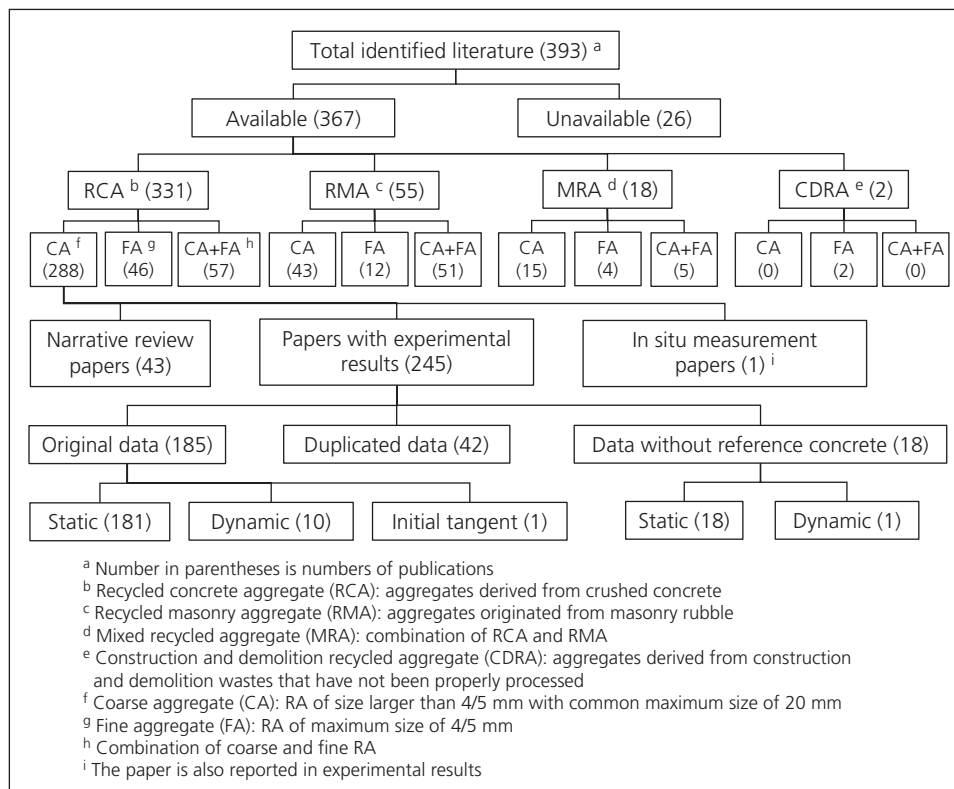 Total identified literature (393) a
Available (367)
Unavailable (26)
RCA b (331)
RMA c (55)
MRA d (18)
CDRA e (2)
CA f
(288)
FA g
(46)
CA+FA h
(57)
CA
(43)
FA
(12)
CA+FA
(51)
CA
(15)
FA
(4)
CA+FA
(5)
CA
(0)
FA
(2)
CA+FA
(0)
Narrative review
papers (43)
Papers with experimental
results (245)
In situ measurement
papers (1) i
Original data (185)
Duplicated data (42)
Data without reference concrete (18)
Static (181)
Dynamic (10)
Initial tangent (1)
Static (18)
Dynamic (1)
a Number in parentheses is numbers of publications
b Recycled concrete aggregate (RCA): aggregates derived from crushed concrete
c Recycled masonry aggregate (RMA): aggregates originated from masonry rubble
d Mixed recycled aggregate (MRA): combination of RCA and RMA
e Construction and demolition recycled aggregate (CDRA): aggregates derived from construction
and demolition wastes that have not been properly processed
f Coarse aggregate (CA): RA of size larger than 4/5 mm with common maximum size of 20 mm
g Fine aggregate (FA): RA of maximum size of 4/5 mm
h Combination of coarse and fine RA
i The paper is also reported in experimental results